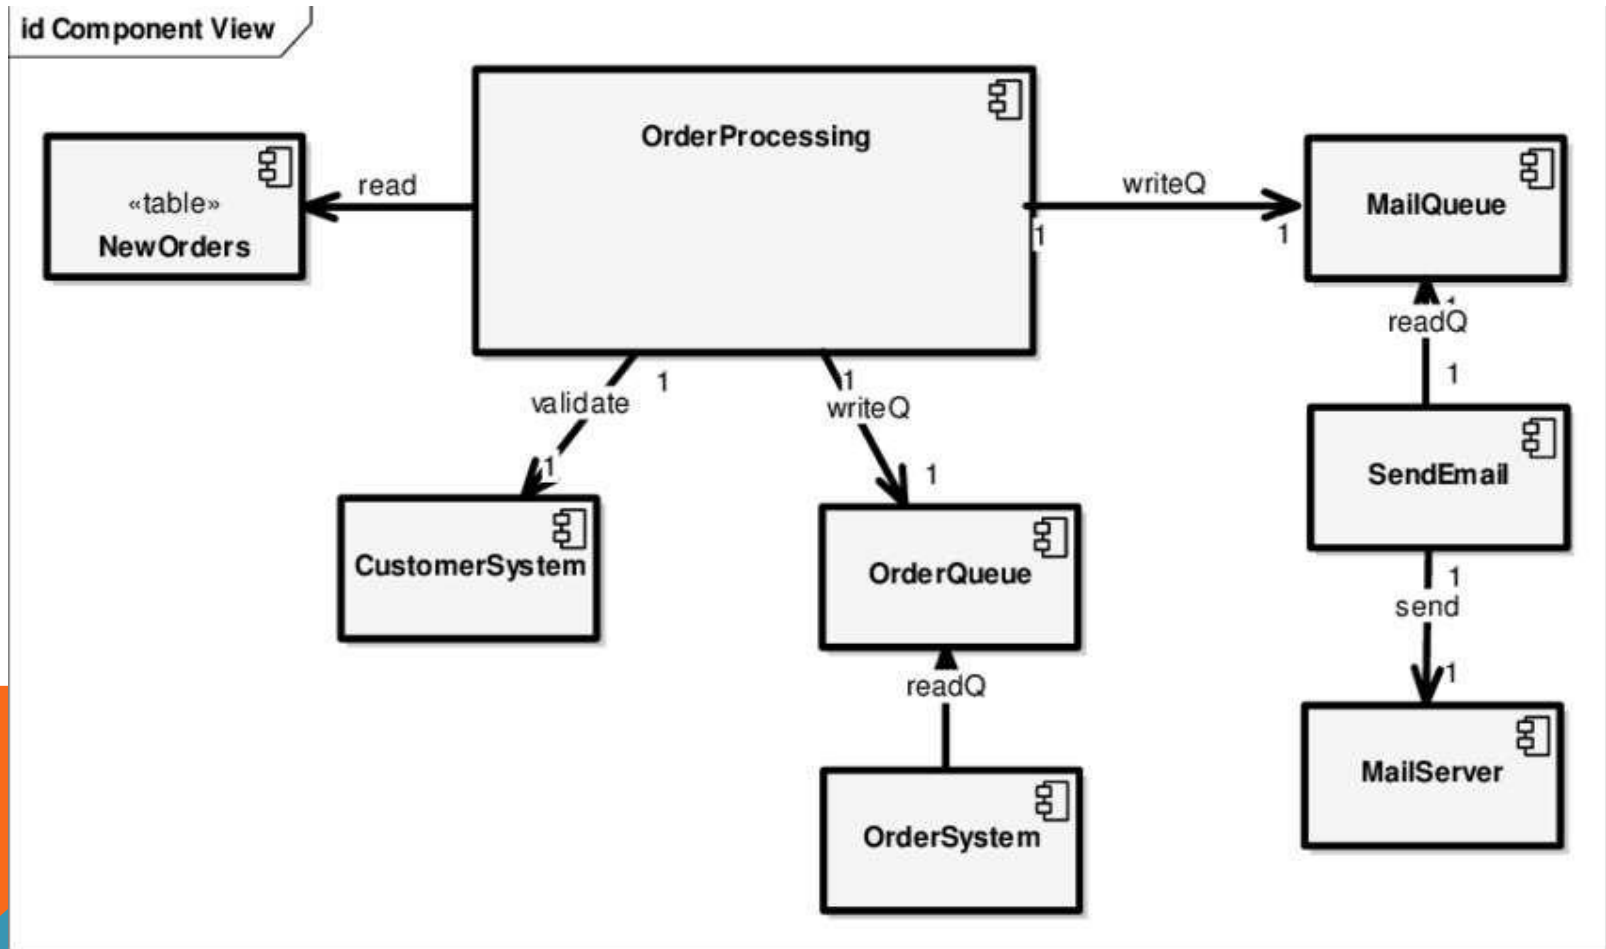 id Component View
OrderProcessing
«table»
NewOrders
read
writeQ
1
1
MailQueue
readQ
1
1
validate
1
1
writeQ
1
1
SendEmail
CustomerSystem
OrderQueue
1
send
1
readQ
MailServer
OrderSystem